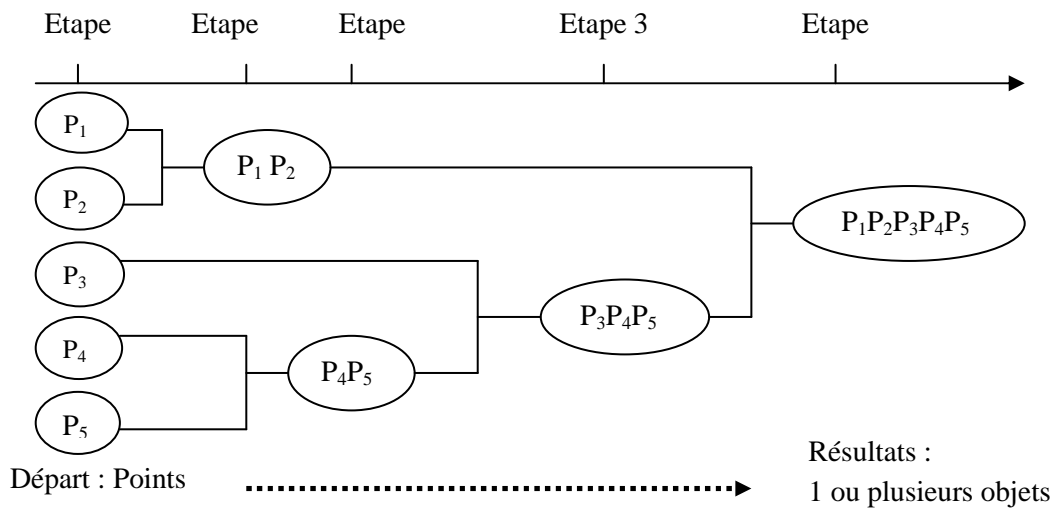 Etape Etape Etape Etape 3 Etape
P₁
P₁ P₂
P₂
P₁P₂P₃P₄P₅
P₃
P₃P₄P₅
P₄
P₄P₅
P₅
Départ : Points
Résultats :
1 ou plusieurs objets